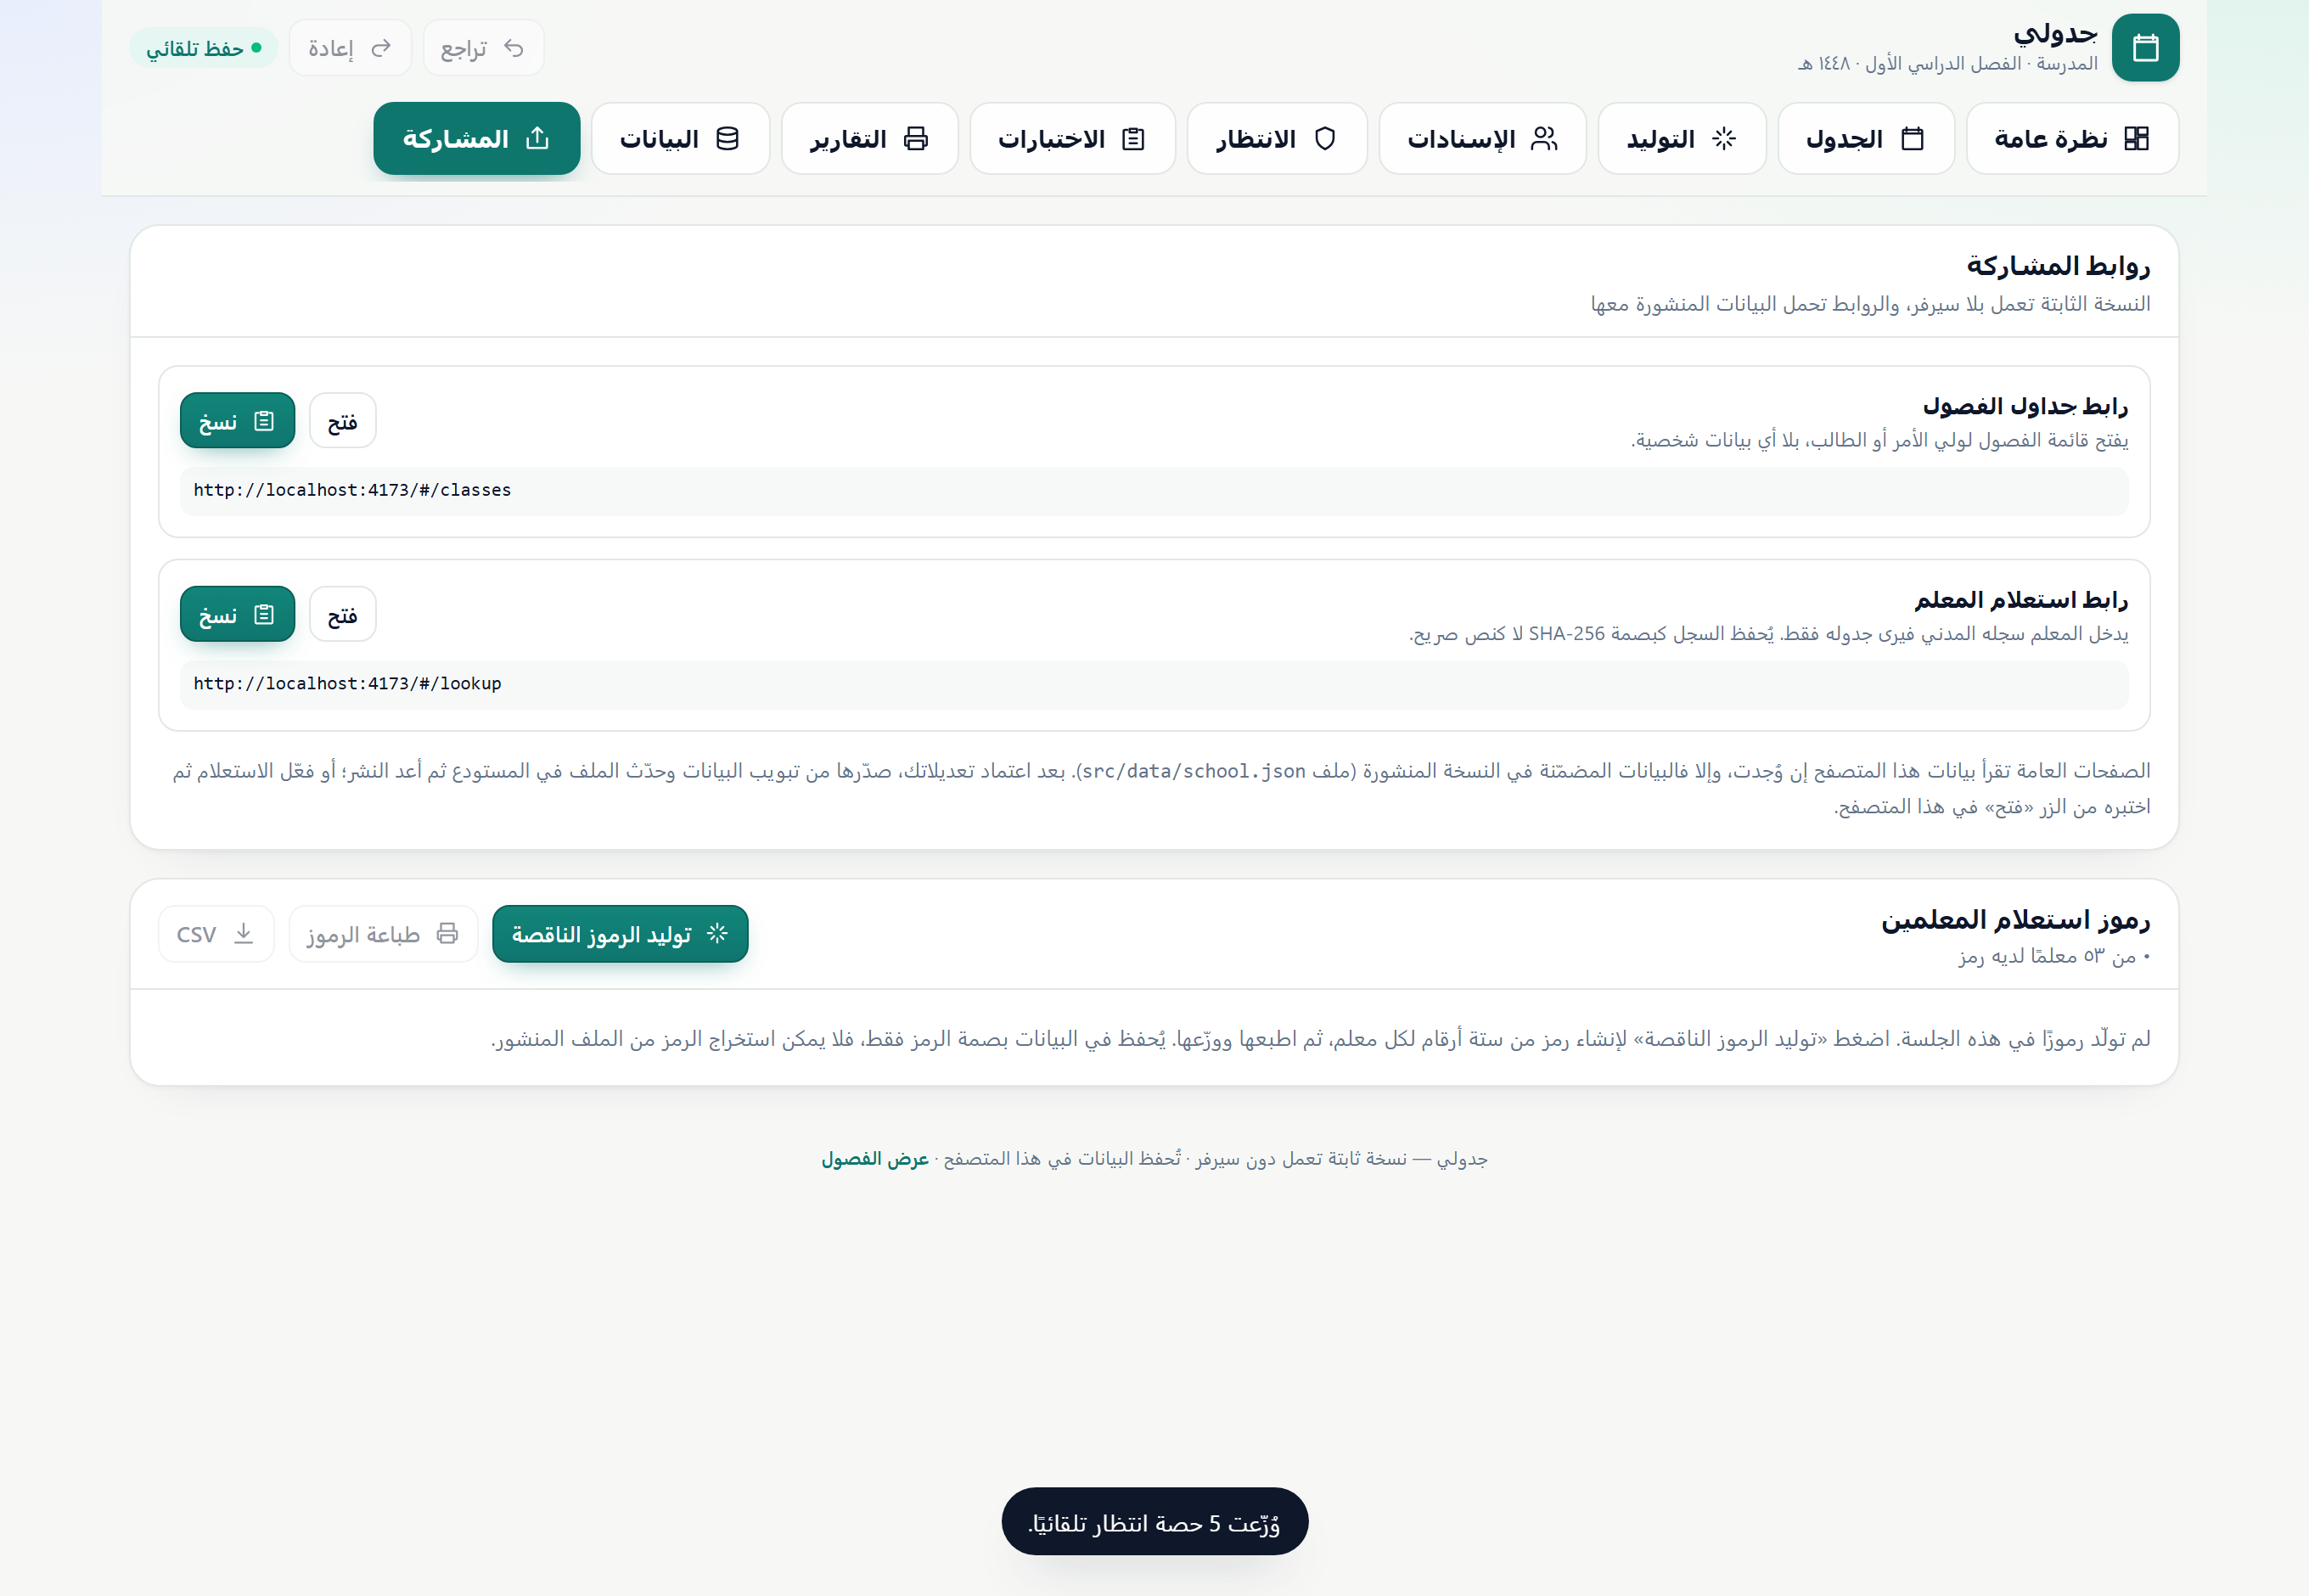 جدولي
المدرسة · الفصل الدراسي الأول · ١٤٤٨ هـ
تراجع
إعادة
حفظ تلقائي
نظرة عامة
الجدول
التوليد
الإسنادات
الانتظار
الاختبارات
التقارير
البيانات
المشاركة
روابط المشاركة
النسخة الثابتة تعمل بلا سيرفر، والروابط تحمل البيانات المنشورة معها
رابط جداول الفصول
يفتح قائمة الفصول لولي الأمر أو الطالب، بلا أي بيانات شخصية.
فتح
نسخ
http://localhost:4173/#/classes
رابط استعلام المعلم
يدخل المعلم سجله المدني فيرى جدوله فقط. يُحفظ السجل كبصمة SHA-256 لا كنص صريح.
فتح
نسخ
http://localhost:4173/#/lookup
الصفحات العامة تقرأ بيانات هذا المتصفح إن وُجدت، وإلا فالبيانات المضمّنة في النسخة المنشورة (ملف src/data/school.json). بعد اعتماد تعديلاتك، صدّرها من تبويب البيانات وحدّث الملف في المستودع ثم أعد النشر؛ أو فعّل الاستعلام ثم
اختبره من الزر «فتح» في هذا المتصفح.
رموز استعلام المعلمين
٠ من ٥٣ معلمًا لديه رمز
توليد الرموز الناقصة
طباعة الرموز
CSV
لم تولّد رموزًا في هذه الجلسة. اضغط «توليد الرموز الناقصة» لإنشاء رمز من ستة أرقام لكل معلم، ثم اطبعها ووزّعها. يُحفظ في البيانات بصمة الرمز فقط، فلا يمكن استخراج الرمز من الملف المنشور.
جدولي — نسخة ثابتة تعمل دون سيرفر · تُحفظ البيانات في هذا المتصفح · عرض الفصول
وُزّعت 5 حصة انتظار تلقائيًا.